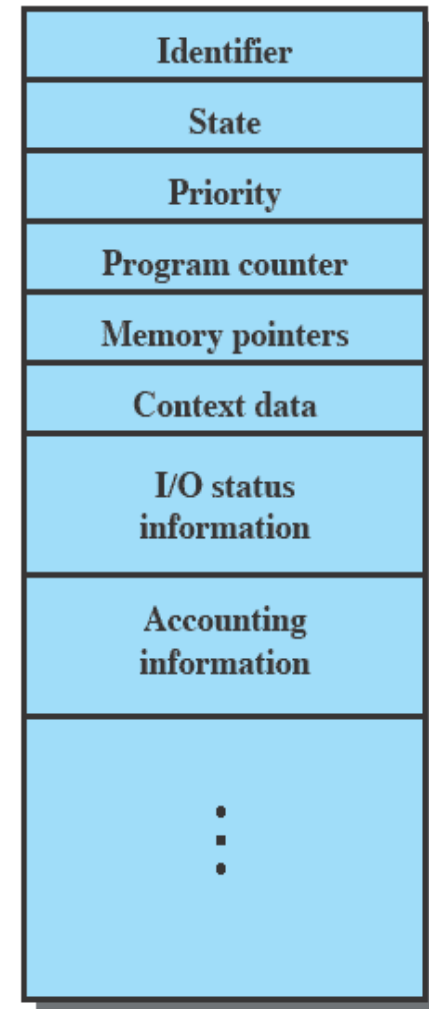 Identifier
State
Priority
Program counter
Memory pointers
Context data
I/O status
information
Accounting
information